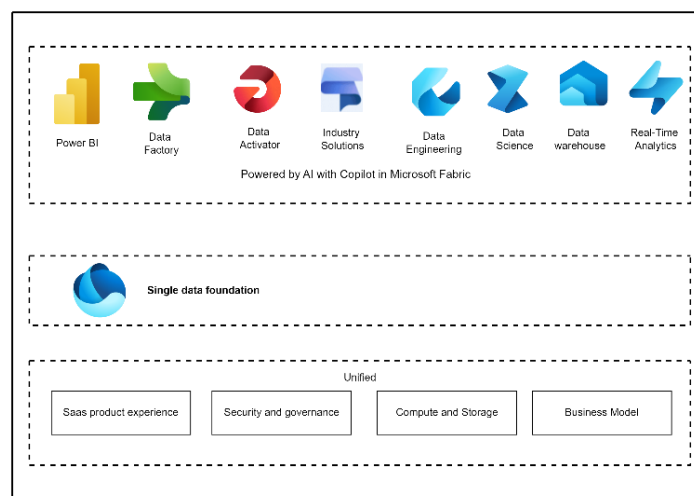 Power BI
Data
Factory
Data
Activator
Industry
Solutions
Data
Engineering
Data
Science
Data
warehouse
Real-Time
Analytics
Powered by AI with Copilot in Microsoft Fabric
Single data foundation
Unified
Saas product experience
Security and governance
Compute and Storage
Business Model